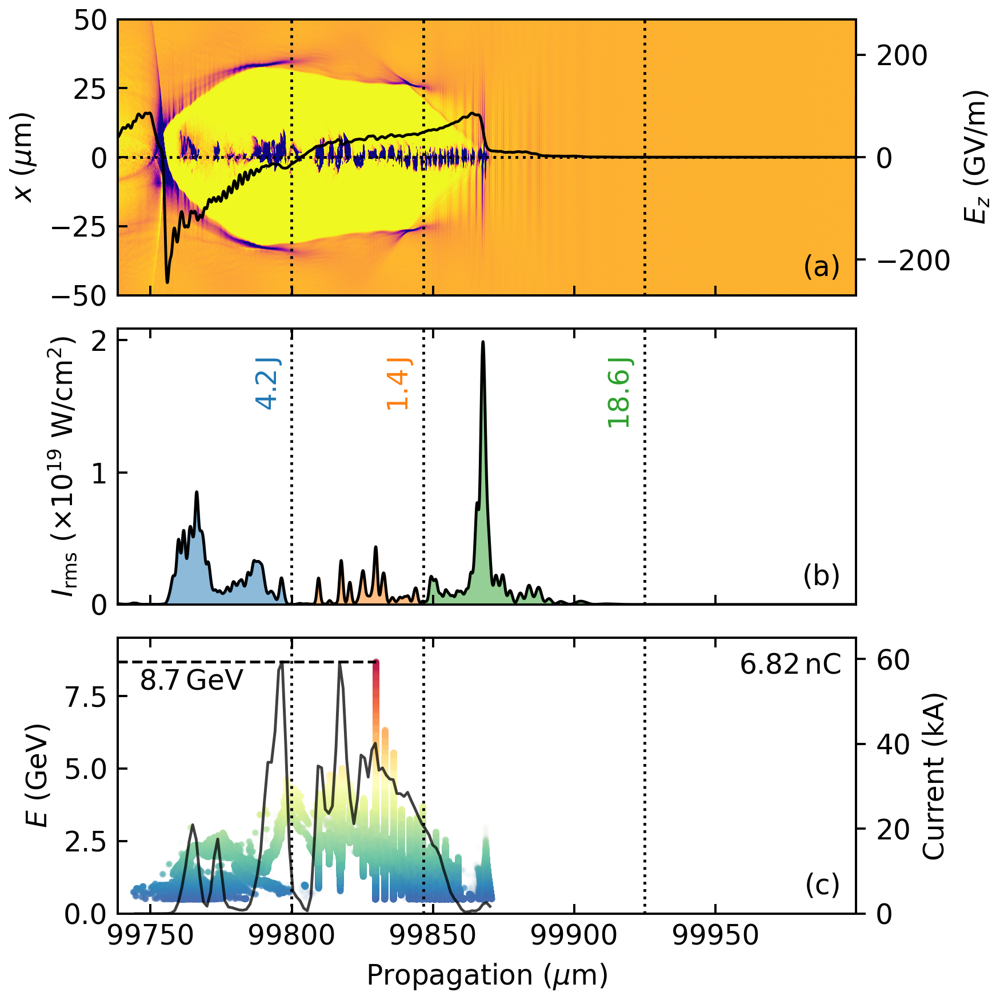 50
25
0
−25
−50
x (μm)
200
0
−200
E_z (GV/m)
(a)
2
1
0
I_rms (×10^19 W/cm^2)
4.2 J
1.4 J
18.6 J
(b)
7.5
5.0
2.5
0.0
E (GeV)
8.7 GeV
6.82 nC
60
40
20
0
Current (kA)
(c)
99750 99800 99850 99900 99950
Propagation (μm)